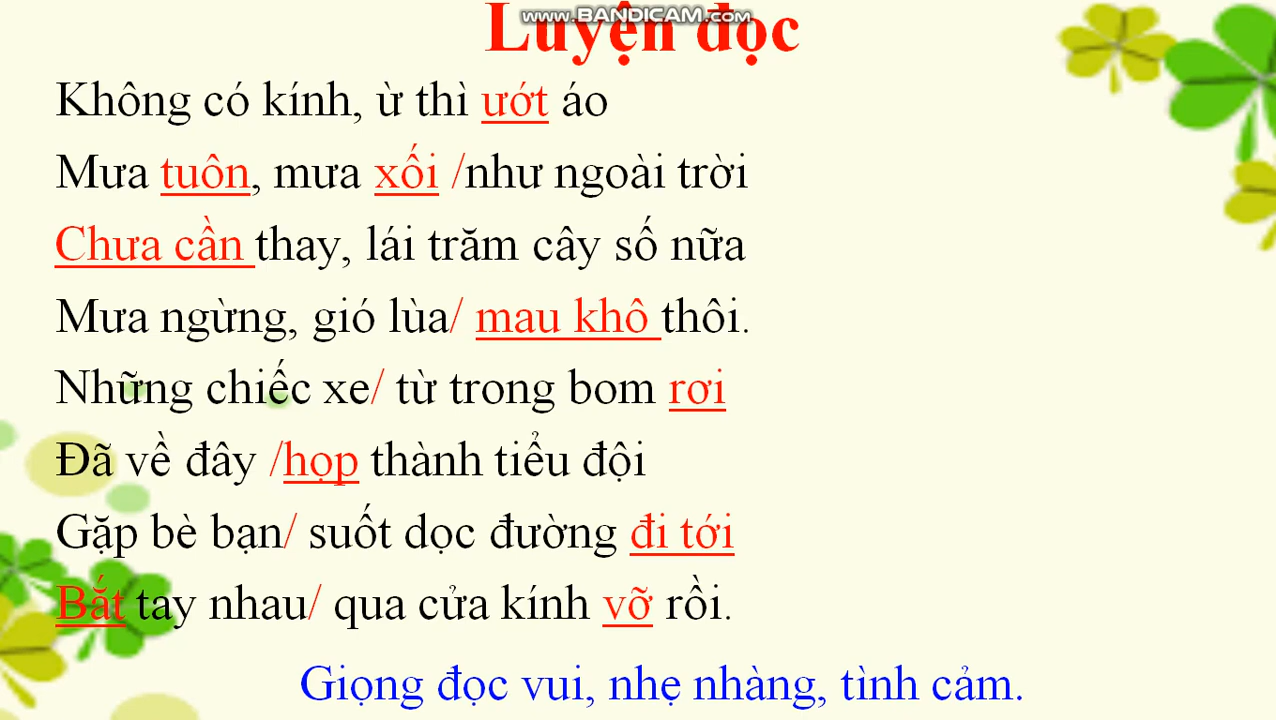 www.BANDICAM.com
Luyện đọc
Không có kính, ừ thì ướt áo
Mưa tuôn, mưa xối /như ngoài trời
Chưa cần thay, lái trăm cây số nữa
Mưa ngừng, gió lùa/ mau khô thôi.
Những chiếc xe/ từ trong bom rơi
Đã về đây /họp thành tiểu đội
Gặp bè bạn/ suốt dọc đường đi tới
Bắt tay nhau/ qua cửa kính vỡ rồi.
Giọng đọc vui, nhẹ nhàng, tình cảm.